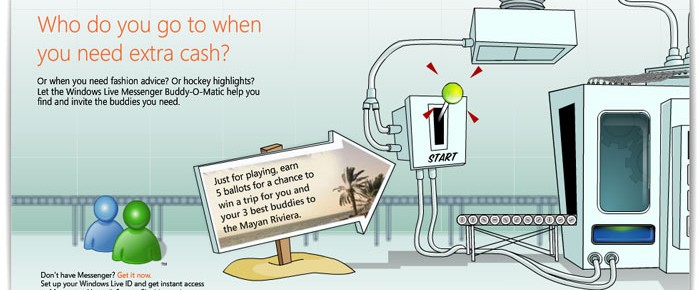 Who do you go to when
you need extra cash?
Or when you need fashion advice? Or hockey highlights?
Let the Windows Live Messenger Buddy-O-Matic help you
find and invite the buddies you need.
START
Just for playing, earn
5 ballots for a chance to
win a trip for you and
your 3 best buddies to
the Mayan Riviera.
TM
Don't have Messenger? Get it now.
Set up your Windows Live ID and get instant access